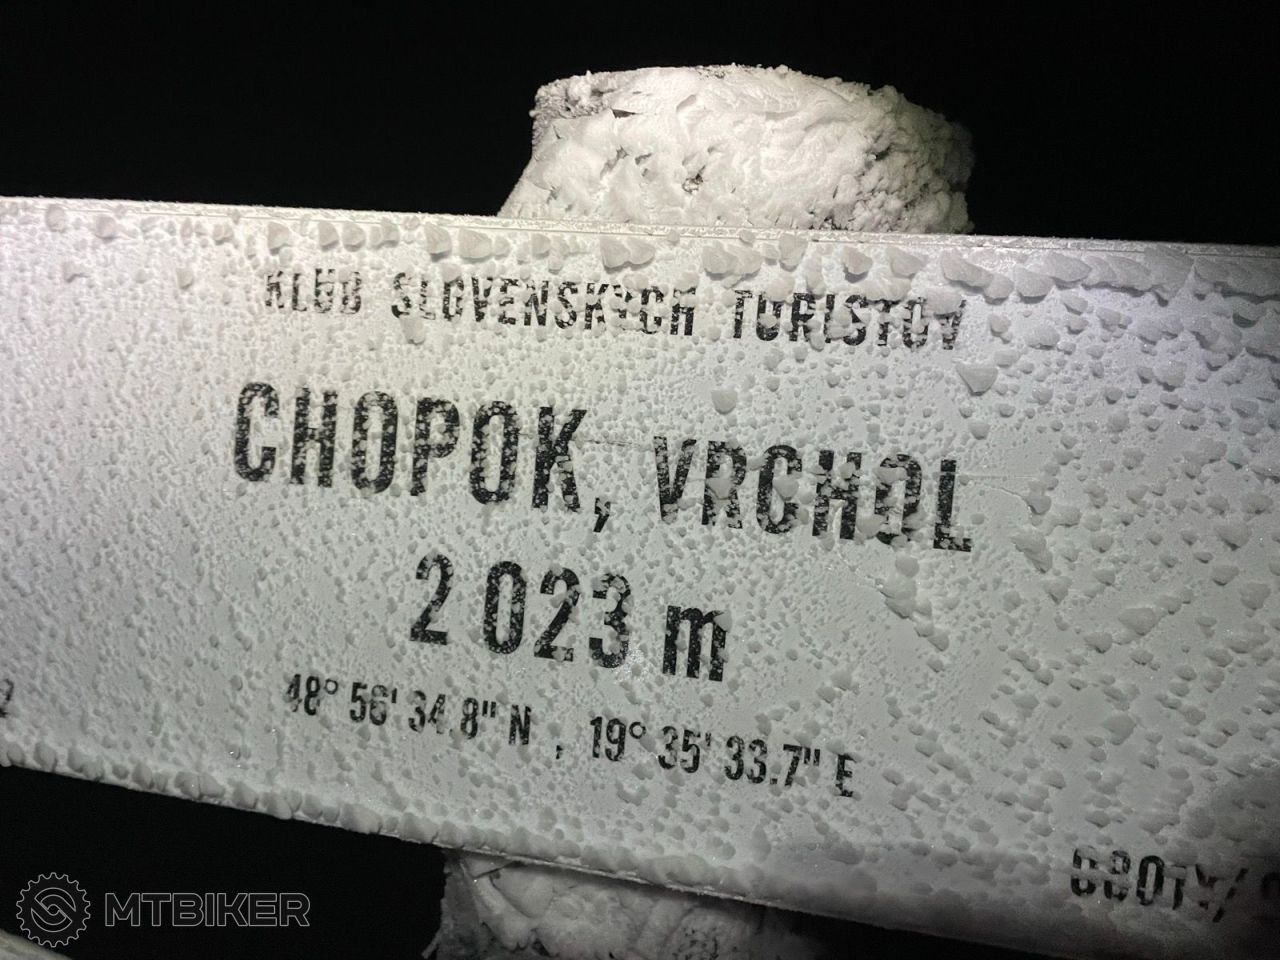 KLUB SLOVENSKÝCH TURISTOV
CHOPOK, VRCHOL
2 023 m
48° 56' 34.8" N , 19° 35' 33.7" E
MTBIKER